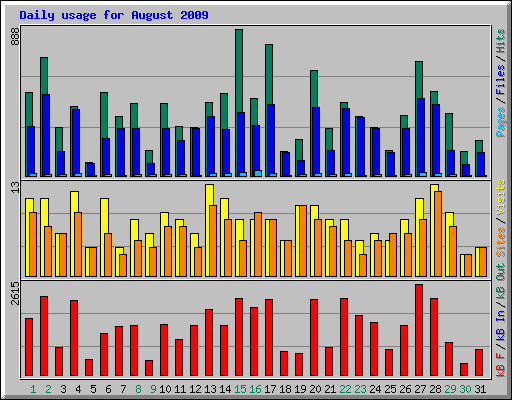 Daily usage for August 2009
888
Pages / Files / Hits
13
Sites / Visits
2615
kB F / kB In / kB Out
1 2 3 4 5 6 7 8 9 10 11 12 13 14 15 16 17 18 19 20 21 22 23 24 25 26 27 28 29 30 31